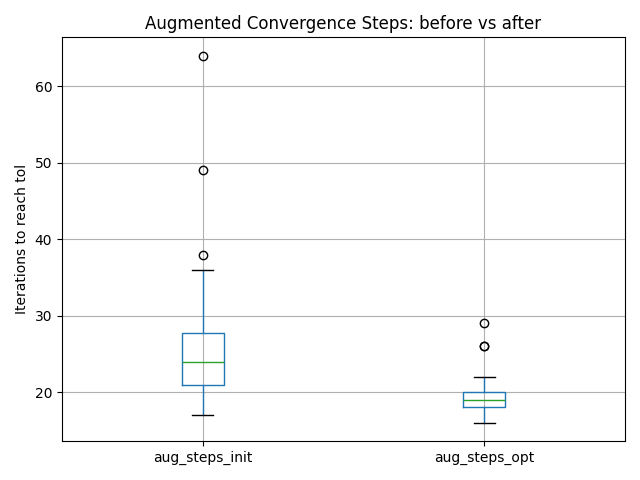 Augmented Convergence Steps: before vs after
Iterations to reach tol
60
50
40
30
20
aug_steps_init
aug_steps_opt